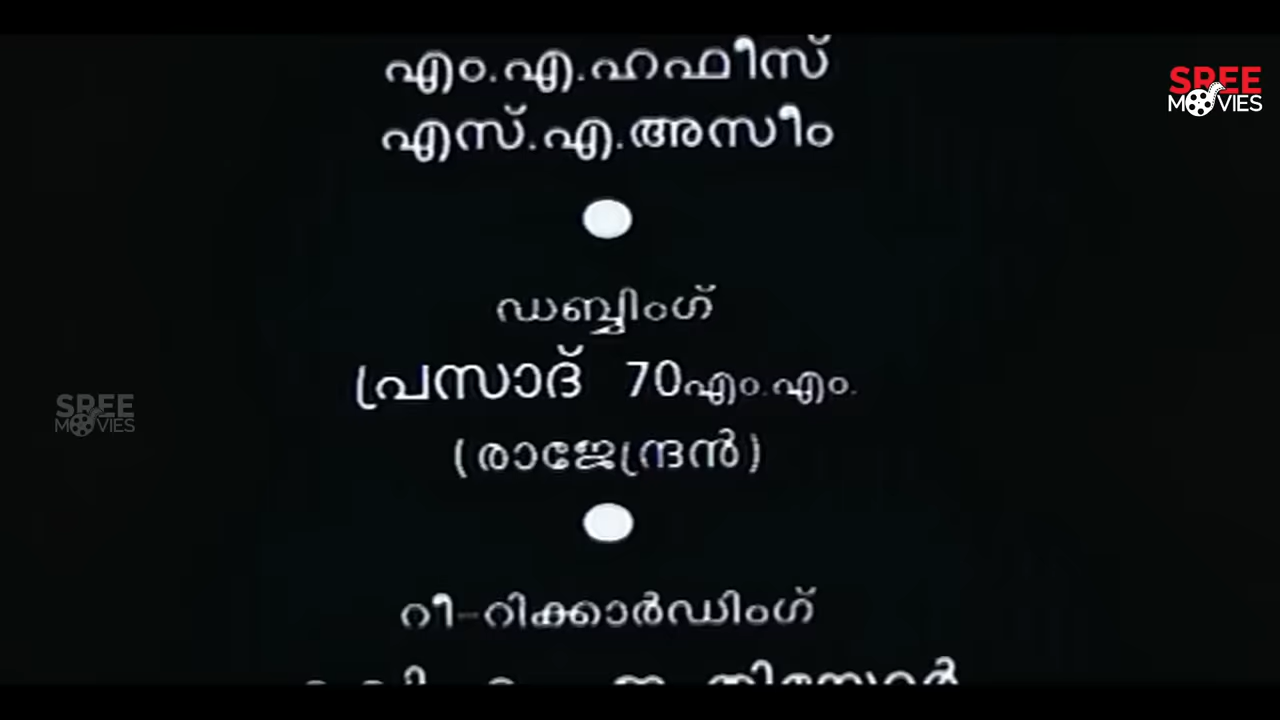 എം.എ.ഹഫീസ്
എസ്.എ.അസീം
ഡബ്ബിംഗ്
പ്രസാദ് 70എം.എം.
(രാജേന്ദ്രൻ)
റീ-റിക്കാർഡിംഗ്
SREE
MOVIES
SREE
MOVIES